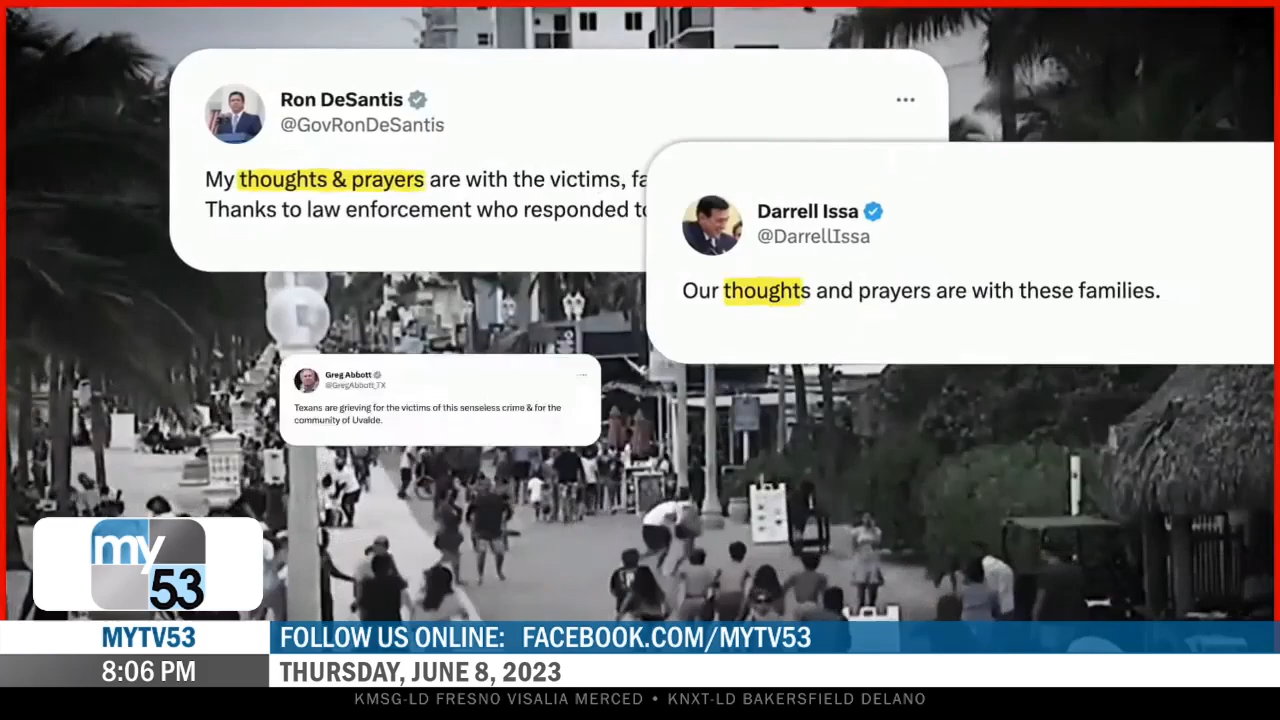 Ron DeSantis
@GovRonDeSantis
My thoughts & prayers are with the victims, fa
Thanks to law enforcement who responded to
Darrell Issa
@DarrellIssa
Our thoughts and prayers are with these families.
Greg Abbott
@GregAbbott_TX
Texans are grieving for the victims of this senseless crime & for the
community of Uvalde.
my
53
MYTV53
FOLLOW US ONLINE: FACEBOOK.COM/MYTV53
8:06 PM
THURSDAY, JUNE 8, 2023
KMSG-LD FRESNO VISALIA MERCED • KNXT-LD BAKERSFIELD DELANO